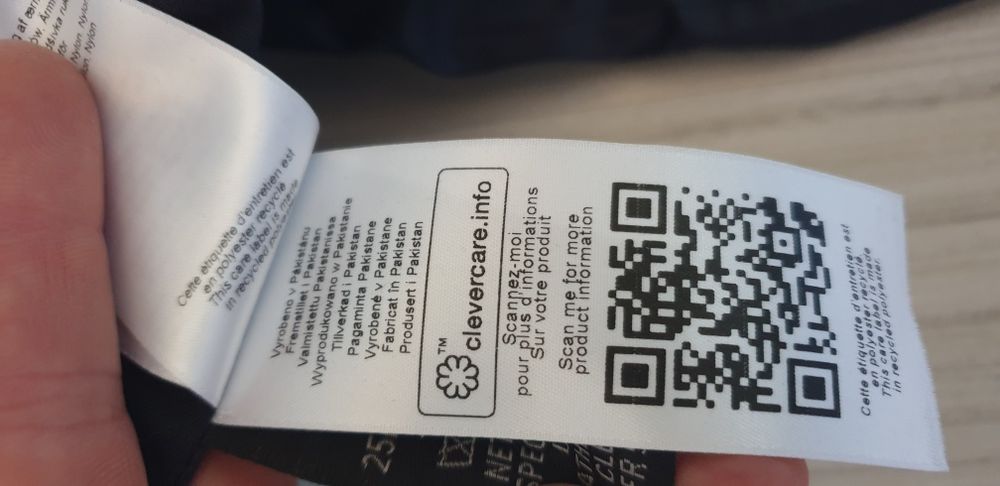 Cette étiquette d'entretien est
en polyester recyclé
This care label is made
in recycled polyester.
Vyrobeno v Pákistánu
Fremstillet i Pakistan
Valmistettu Pakistanissa
Wyprodukowano w Pakistanie
Tillverkad i Pakistan
Pagaminta Pakistane
Vyrobené v Pakistane
Fabricat în Pakistan
Produsert i Pakistan
™ clevercare.info
Scannez-moi
pour plus d'informations
Sur votre produit
Scan me for more
product information
Cette étiquette d'entretien est
en polyester recyclé
This care label is made
in recycled polyester.
25